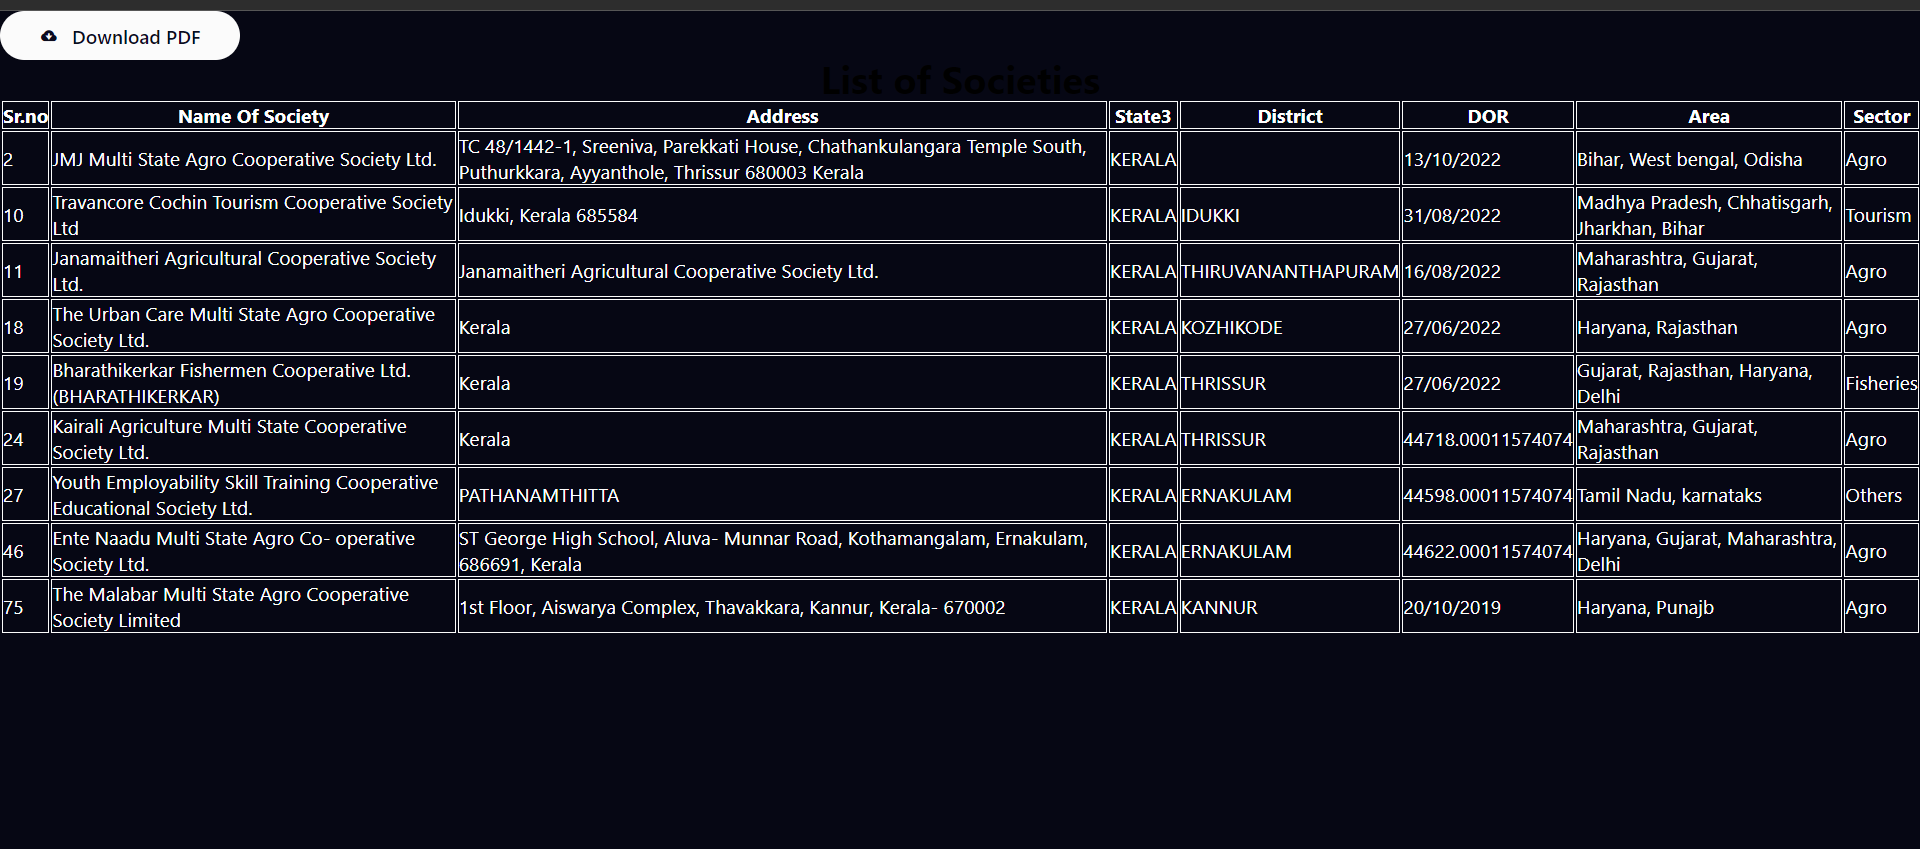 Download PDF
List of Societies
Sr.no Name Of Society Address State3 District DOR Area Sector
2 JMJ Multi State Agro Cooperative Society Ltd. TC 48/1442-1, Sreeniva, Parekkati House, Chathankulangara Temple South, KERALA 13/10/2022 Bihar, West bengal, Odisha Agro
Puthurkkara, Ayyanthole, Thrissur 680003 Kerala
10 Travancore Cochin Tourism Cooperative Society Idukki, Kerala 685584 KERALA IDUKKI 31/08/2022 Madhya Pradesh, Chhatisgarh, Tourism
Ltd Jharkhan, Bihar
11 Janamaitheri Agricultural Cooperative Society Janamaitheri Agricultural Cooperative Society Ltd. KERALA THIRUVANANTHAPURAM 16/08/2022 Maharashtra, Gujarat, Agro
Ltd. Rajasthan
18 The Urban Care Multi State Agro Cooperative Kerala KERALA KOZHIKODE 27/06/2022 Haryana, Rajasthan Agro
Society Ltd.
19 Bharathikerkar Fishermen Cooperative Ltd. Kerala KERALA THRISSUR 27/06/2022 Gujarat, Rajasthan, Haryana, Fisheries
(BHARATHIKERKAR) Delhi
24 Kairali Agriculture Multi State Cooperative Kerala KERALA THRISSUR 44718.00011574074 Maharashtra, Gujarat, Agro
Society Ltd. Rajasthan
27 Youth Employability Skill Training Cooperative PATHANAMTHITTA KERALA ERNAKULAM 44598.00011574074 Tamil Nadu, karnataks Others
Educational Society Ltd.
46 Ente Naadu Multi State Agro Co- operative ST George High School, Aluva- Munnar Road, Kothamangalam, Ernakulam, KERALA ERNAKULAM 44622.00011574074 Haryana, Gujarat, Maharashtra, Agro
Society Ltd. 686691, Kerala Delhi
75 The Malabar Multi State Agro Cooperative 1st Floor, Aiswarya Complex, Thavakkara, Kannur, Kerala- 670002 KERALA KANNUR 20/10/2019 Haryana, Punajb Agro
Society Limited